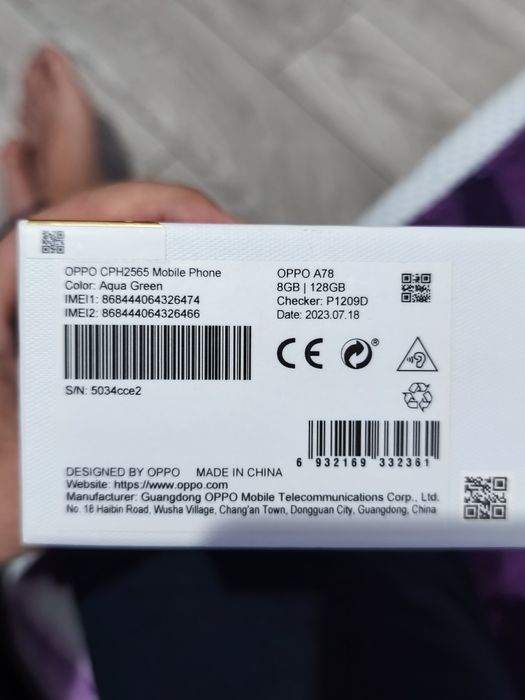 OPPO CPH2565 Mobile Phone
Color: Aqua Green
IMEI1: 868444064326474
IMEI2: 868444064326466
S/N: 5034cce2
OPPO A78
8GB | 128GB
Checker: P1209D
Date: 2023.07.18
CE
6 932169 332361
DESIGNED BY OPPO MADE IN CHINA
Website: https://www.oppo.com
Manufacturer: Guangdong OPPO Mobile Telecommunications Corp., Ltd.
No. 18 Haibin Road, Wusha Village, Chang'an Town, Dongguan City, Guangdong, China